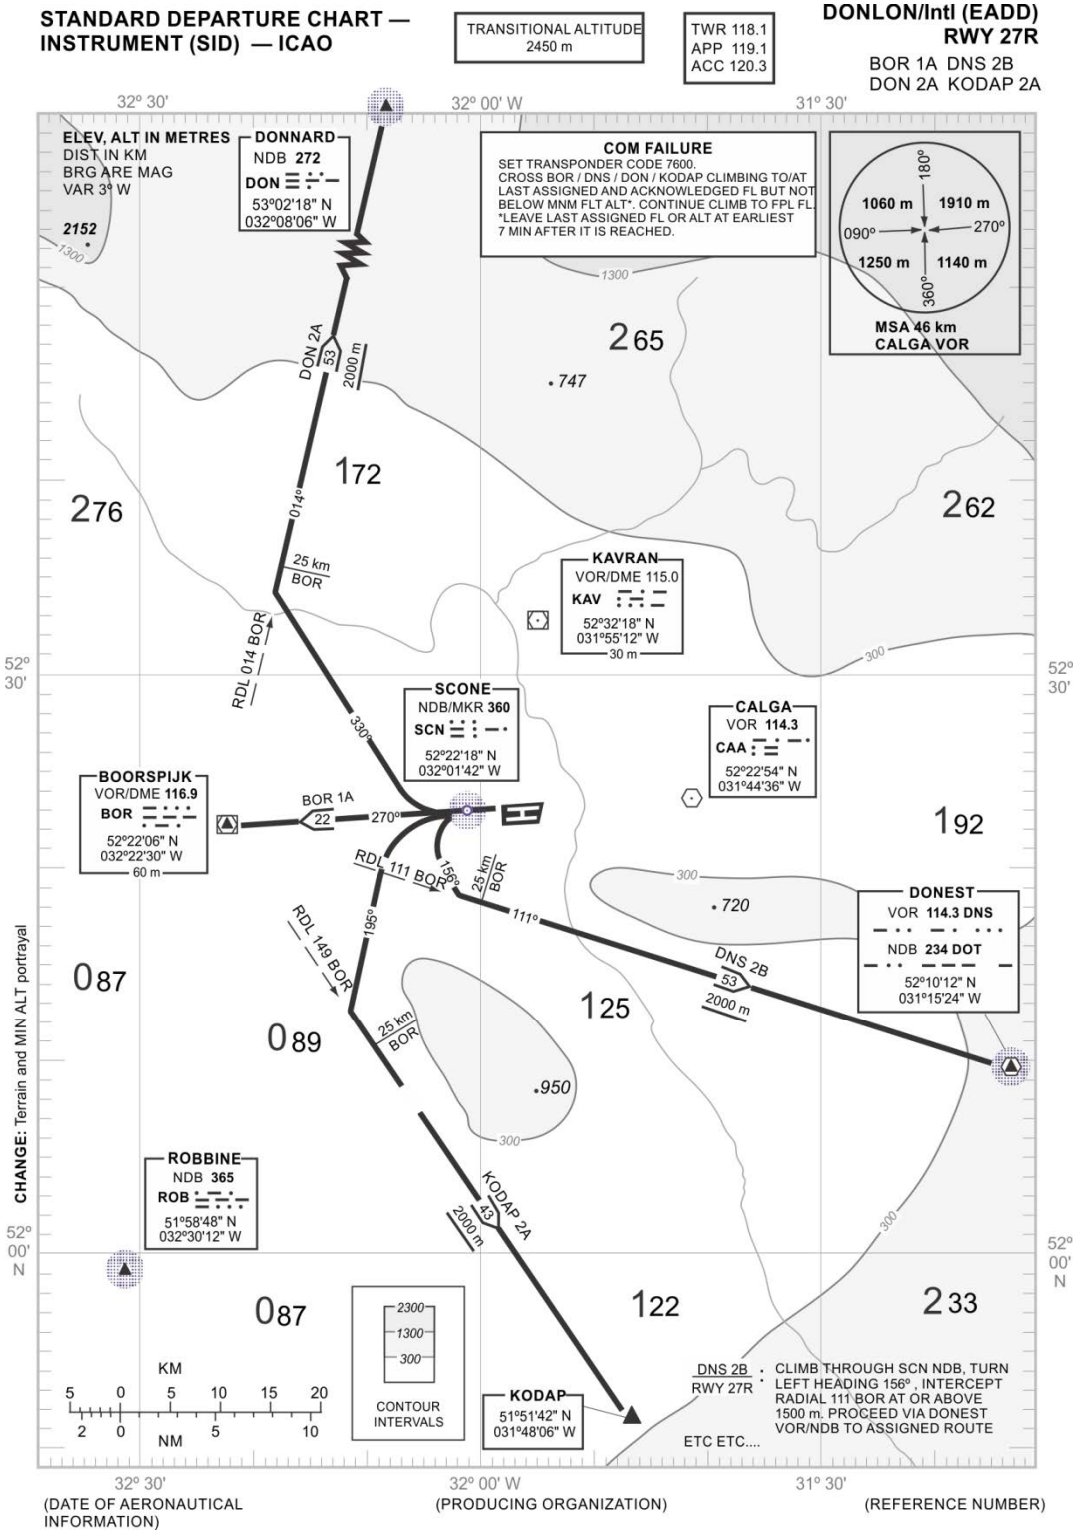 STANDARD DEPARTURE CHART —
INSTRUMENT (SID) — ICAO
TRANSITIONAL ALTITUDE
2450 m
TWR 118.1
APP 119.1
ACC 120.3
DONLON/Intl (EADD)
RWY 27R
BOR 1A DNS 2B
DON 2A KODAP 2A
32° 30'
32° 00' W
31° 30'
ELEV, ALT IN METRES
DIST IN KM
BRG ARE MAG
VAR 3° W
2152
1300
DONNARD
NDB 272
DON
53°02'18" N
032°08'06" W
COM FAILURE
SET TRANSPONDER CODE 7600.
CROSS BOR / DNS / DON / KODAP CLIMBING TO/AT
LAST ASSIGNED AND ACKNOWLEDGED FL BUT NOT
BELOW MNM FLT ALT*. CONTINUE CLIMB TO FPL FL.
*LEAVE LAST ASSIGNED FL OR ALT AT EARLIEST
7 MIN AFTER IT IS REACHED.
1300
180°
1060 m
1910 m
090°
270°
1250 m
1140 m
360°
MSA 46 km
CALGA VOR
DON 2A
53
2000 m
265
747
172
276
262
014°
25 km
BOR
KAVRAN
VOR/DME 115.0
KAV
52°32'18" N
031°55'12" W
30 m
RDL 014 BOR
300
52°
30'
52°
30'
330°
SCONE
NDB/MKR 360
SCN
52°22'18" N
032°01'42" W
CALGA
VOR 114.3
CAA
52°22'54" N
031°44'36" W
BOORSPIJK
VOR/DME 116.9
BOR
52°22'06" N
032°22'30" W
60 m
BOR 1A
22
270°
192
RDL 111 BOR
156°
25 km
BOR
111°
300
720
DONEST
VOR 114.3 DNS
NDB 234 DOT
52°10'12" N
031°15'24" W
RDL 149 BOR
195°
DNS 2B
53
2000 m
087
089
125
25 km
BOR
950
300
CHANGE: Terrain and MIN ALT portrayal
ROBBINE
NDB 365
ROB
51°58'48" N
032°30'12" W
KODAP 2A
43
2000 m
300
52°
00'
N
52°
00'
N
087
122
233
2300
1300
300
CONTOUR
INTERVALS
KM
5 0 5 10 15 20
2 0 5 10
NM
KODAP
51°51'42" N
031°48'06" W
DNS 2B
RWY 27R
: CLIMB THROUGH SCN NDB, TURN
LEFT HEADING 156°, INTERCEPT
RADIAL 111 BOR AT OR ABOVE
1500 m. PROCEED VIA DONEST
VOR/NDB TO ASSIGNED ROUTE
ETC ETC....
32° 30'
32° 00' W
31° 30'
(DATE OF AERONAUTICAL
INFORMATION)
(PRODUCING ORGANIZATION)
(REFERENCE NUMBER)